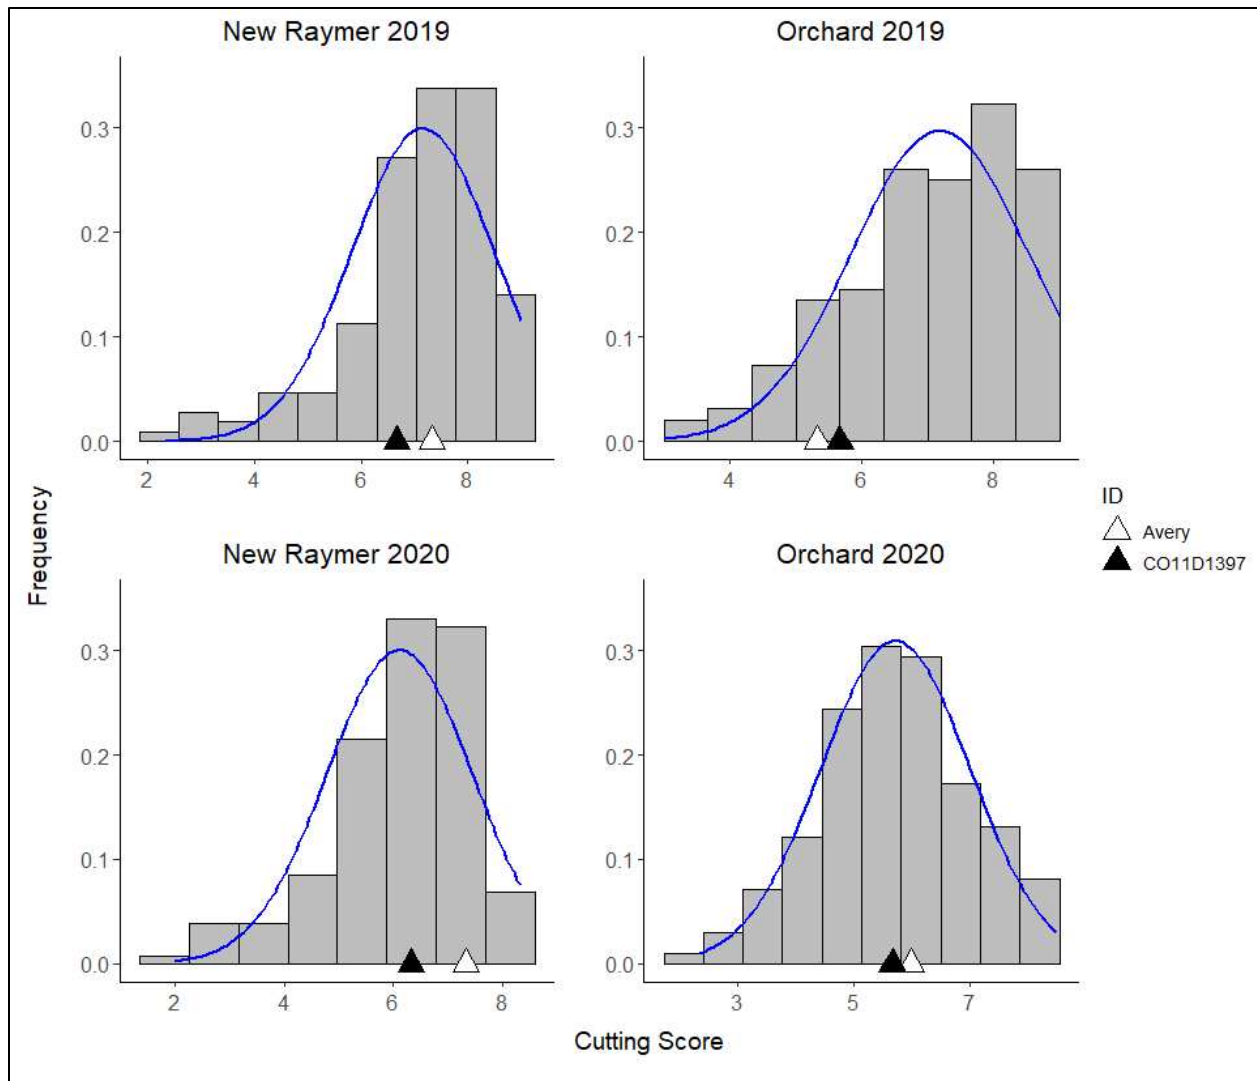 New Raymer 2019
Orchard 2019
0.3
0.2
0.1
0.0
2 4 6 8
0.3
0.2
0.1
0.0
4 6 8
Frequency
New Raymer 2020
Orchard 2020
0.3
0.2
0.1
0.0
2 4 6 8
0.3
0.2
0.1
0.0
3 5 7
Cutting Score
ID
Avery
CO11D1397